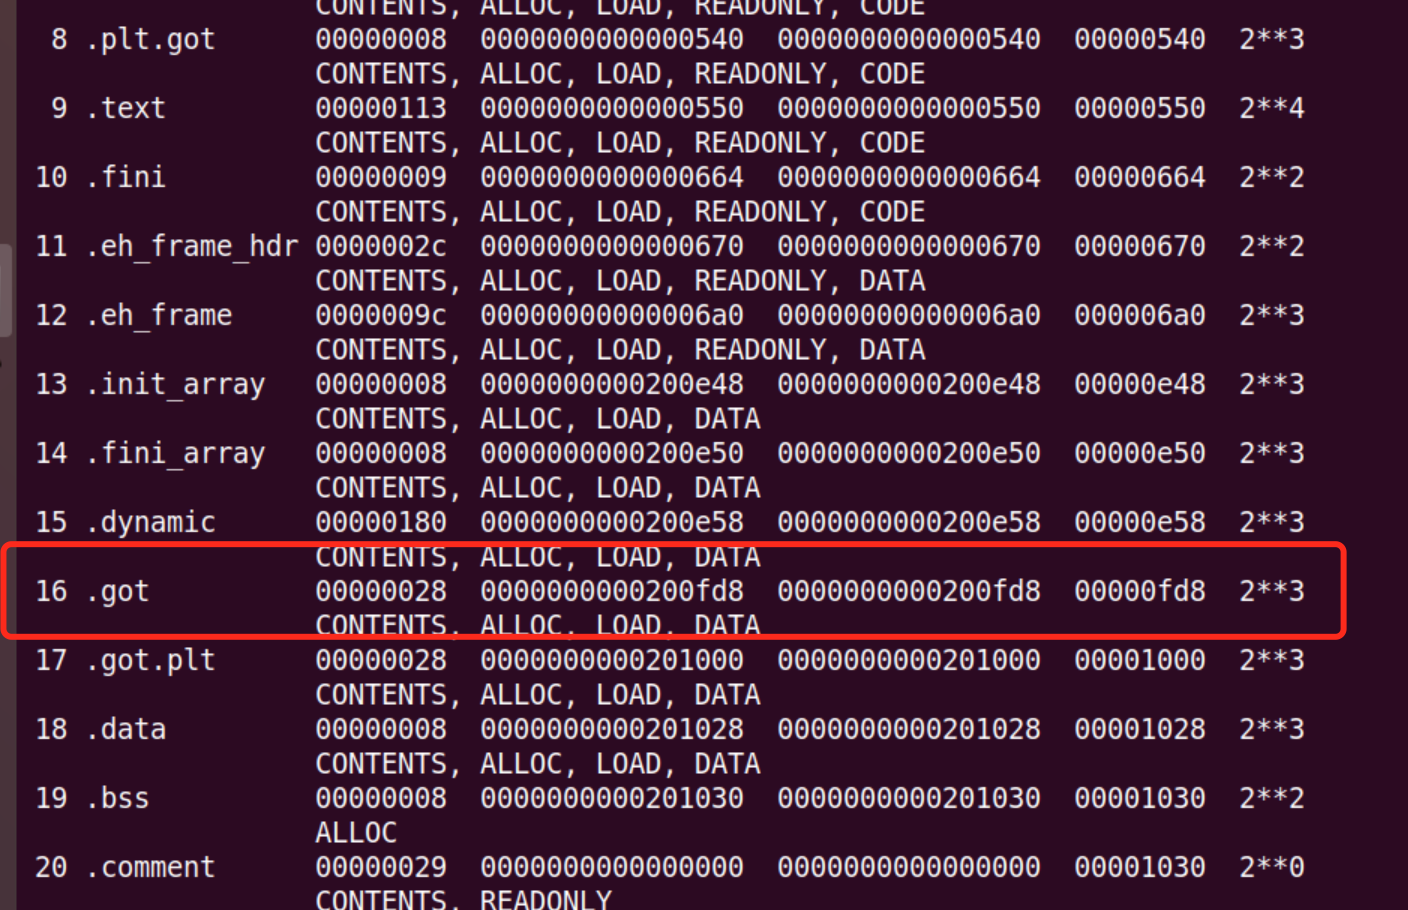 CONTENTS, ALLOC, LOAD, READONLY, CODE
8 .plt.got 00000008 0000000000000540 0000000000000540 00000540 2**3
CONTENTS, ALLOC, LOAD, READONLY, CODE
9 .text 00000113 0000000000000550 0000000000000550 00000550 2**4
CONTENTS, ALLOC, LOAD, READONLY, CODE
10 .fini 00000009 0000000000000664 0000000000000664 00000664 2**2
CONTENTS, ALLOC, LOAD, READONLY, CODE
11 .eh_frame_hdr 0000002c 0000000000000670 0000000000000670 00000670 2**2
CONTENTS, ALLOC, LOAD, READONLY, DATA
12 .eh_frame 0000009c 00000000000006a0 00000000000006a0 000006a0 2**3
CONTENTS, ALLOC, LOAD, READONLY, DATA
13 .init_array 00000008 0000000000200e48 0000000000200e48 00000e48 2**3
CONTENTS, ALLOC, LOAD, DATA
14 .fini_array 00000008 0000000000200e50 0000000000200e50 00000e50 2**3
CONTENTS, ALLOC, LOAD, DATA
15 .dynamic 00000180 0000000000200e58 0000000000200e58 00000e58 2**3
CONTENTS, ALLOC, LOAD, DATA
16 .got 00000028 0000000000200fd8 0000000000200fd8 00000fd8 2**3
CONTENTS, ALLOC, LOAD, DATA
17 .got.plt 00000028 0000000000201000 0000000000201000 00001000 2**3
CONTENTS, ALLOC, LOAD, DATA
18 .data 00000008 0000000000201028 0000000000201028 00001028 2**3
CONTENTS, ALLOC, LOAD, DATA
19 .bss 00000008 0000000000201030 0000000000201030 00001030 2**2
ALLOC
20 .comment 00000029 0000000000000000 0000000000000000 00001030 2**0
CONTENTS, READONLY